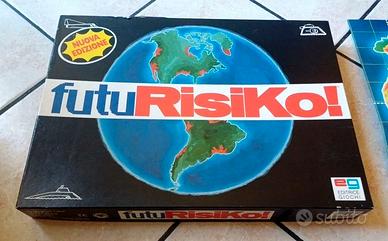 NUOVA
EDIZIONE
futuRisiKo!
EG
EDITRICE
GIOCHI
futuRisiKo!
subito